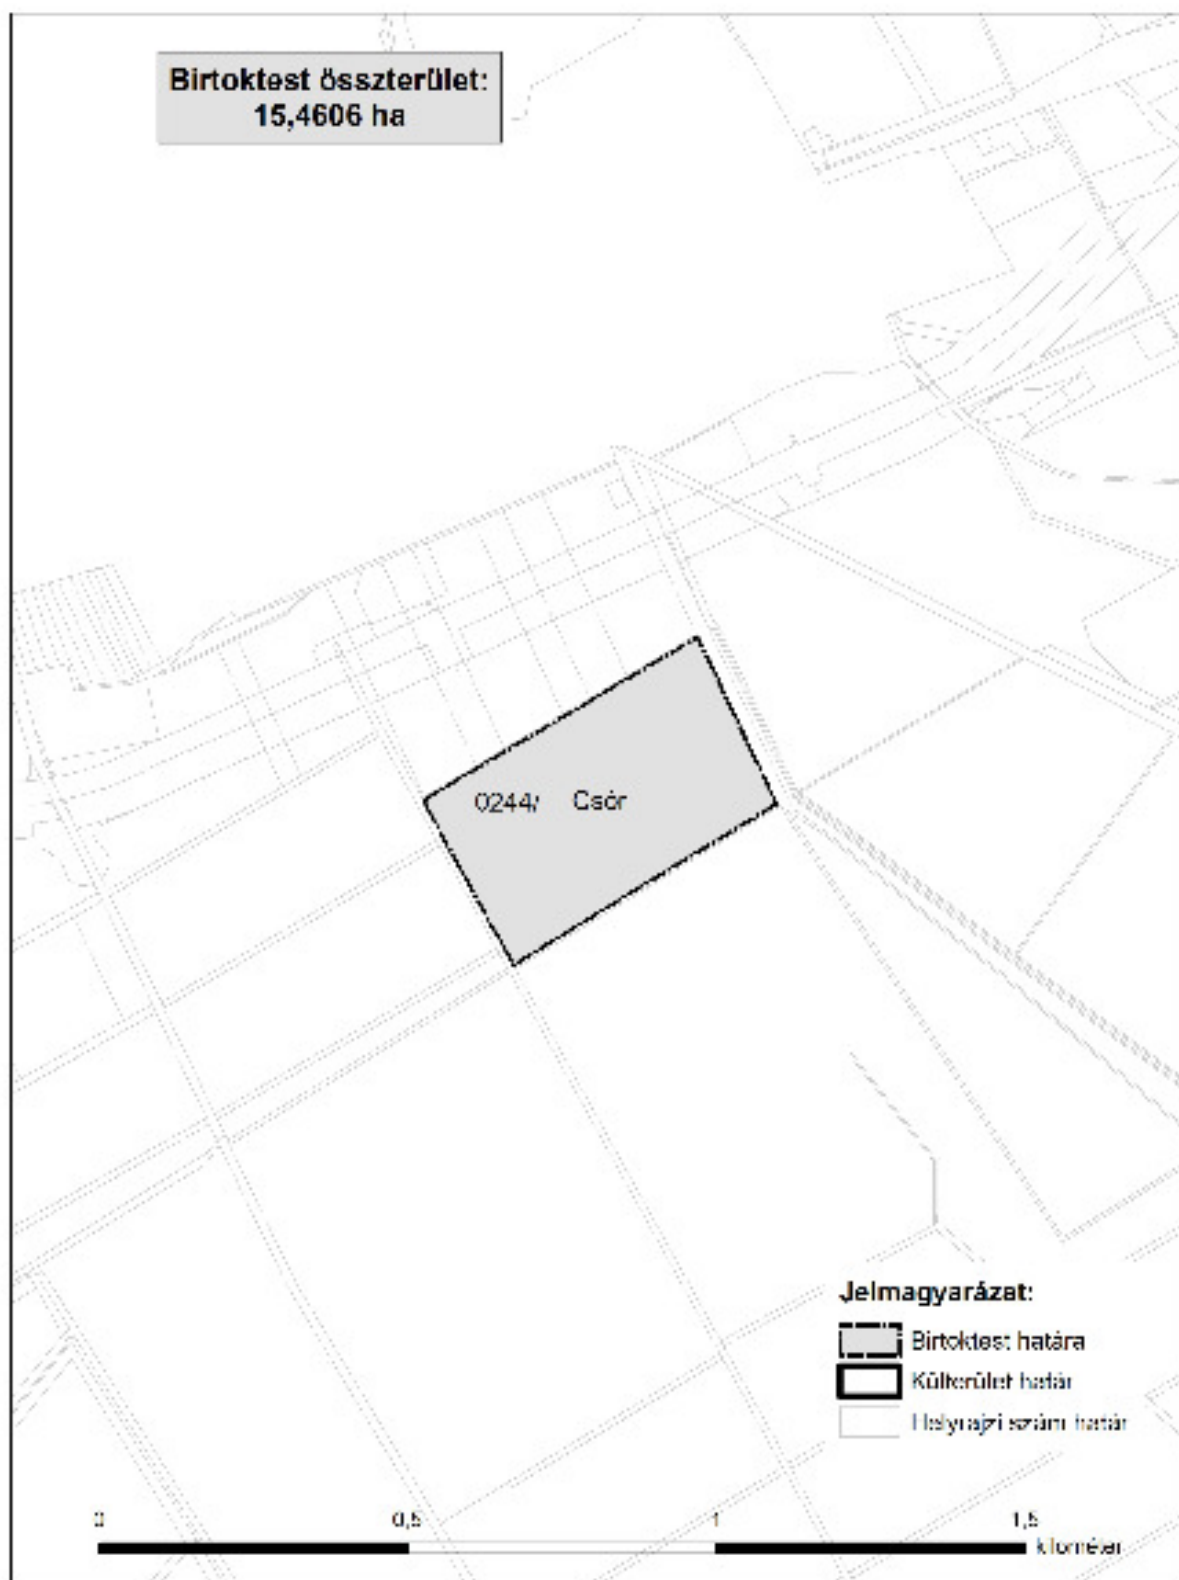 Birtoktest összterület:
15,4606 ha
0244/ Csór
Jelmagyarázat:
Birtoktest határa
Külterület határ
Helyrajzi szám határ
0 0,5 1 1,5
kilométer